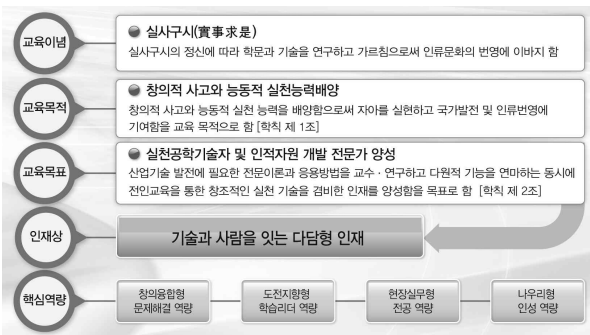 교육이념
실사구시(實事求是)
실사구시의 정신에 따라 학문과 기술을 연구하고 가르침으로써 인류문화의 번영에 이바지 함
교육목적
창의적 사고와 능동적 실천능력배양
창의적 사고와 능동적 실천 능력을 배양함으로써 자아를 실현하고 국가발전 및 인류번영에
기여함을 교육 목적으로 함 [학칙 제 1조]
교육목표
실천공학기술자 및 인적자원 개발 전문가 양성
산업기술 발전에 필요한 전문이론과 응용방법을 교수·연구하고 다원적 기능을 연마하는 동시에
전인교육을 통한 창조적인 실천 기술을 겸비한 인재를 양성함을 목표로 함 [학칙 제 2조]
인재상
기술과 사람을 잇는 다담형 인재
핵심역량
창의융합형
문제해결 역량
도전지향형
학습리더 역량
현장실무형
전공 역량
나우리형
인성 역량